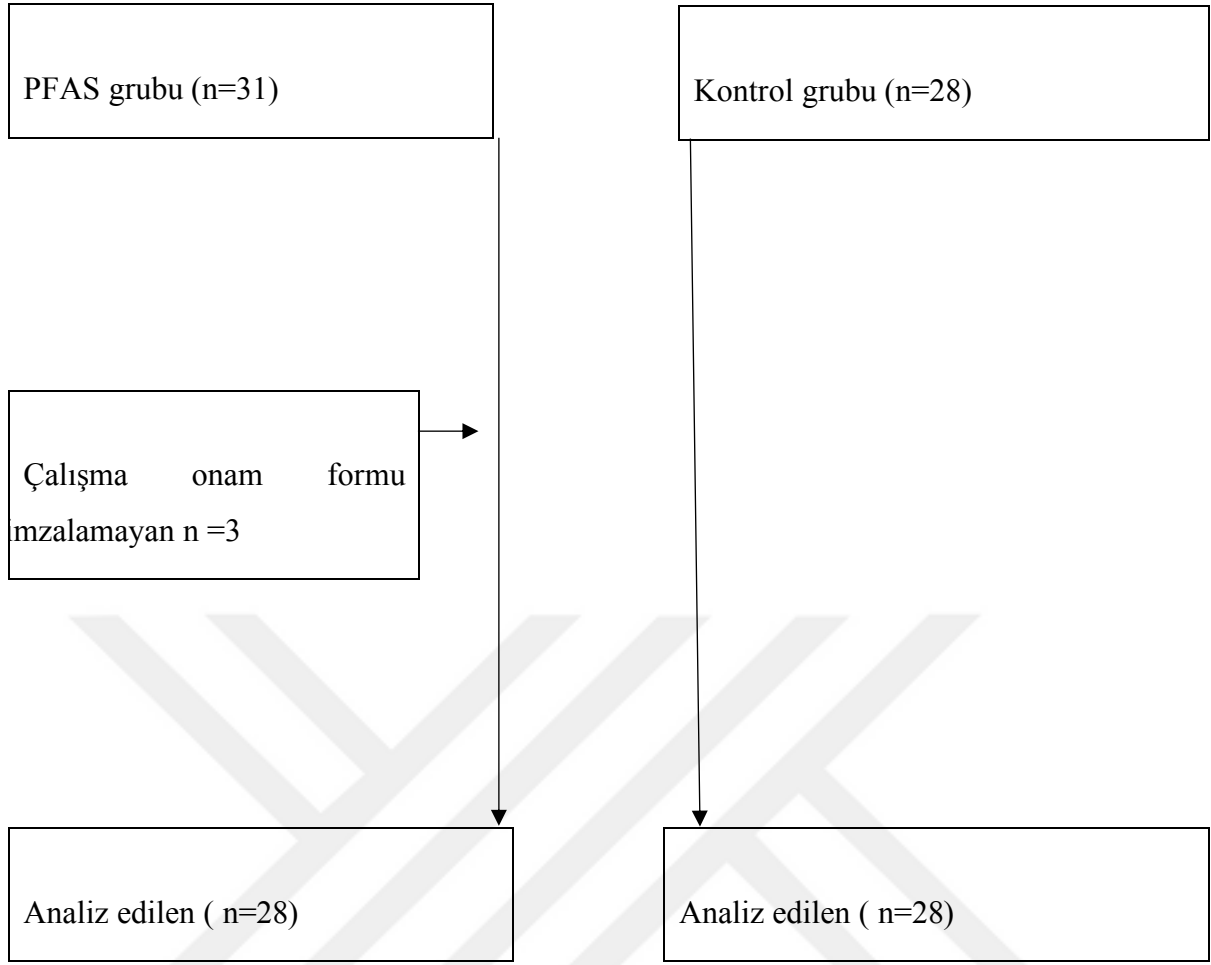 PFAS grubu (n=31)
Kontrol grubu (n=28)
Çalışma onam formu
imzalamayan n =3
Analiz edilen ( n=28)
Analiz edilen ( n=28)